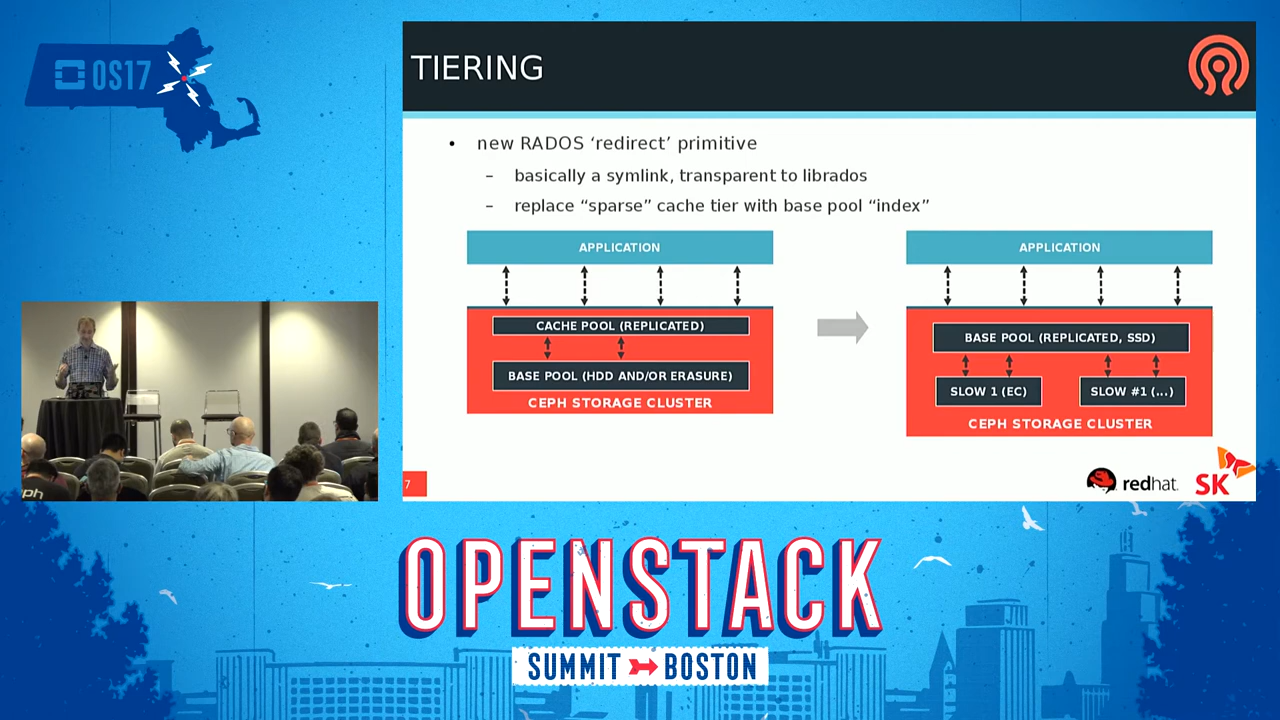 OS17
TIERING
• new RADOS ‘redirect’ primitive
– basically a symlink, transparent to librados
– replace “sparse” cache tier with base pool “index”
APPLICATION
CACHE POOL (REPLICATED)
BASE POOL (HDD AND/OR ERASURE)
CEPH STORAGE CLUSTER
APPLICATION
BASE POOL (REPLICATED, SSD)
SLOW 1 (EC)
SLOW #1 (...)
CEPH STORAGE CLUSTER
7
redhat.
SK
ph
OPENSTACK
SUMMIT BOSTON